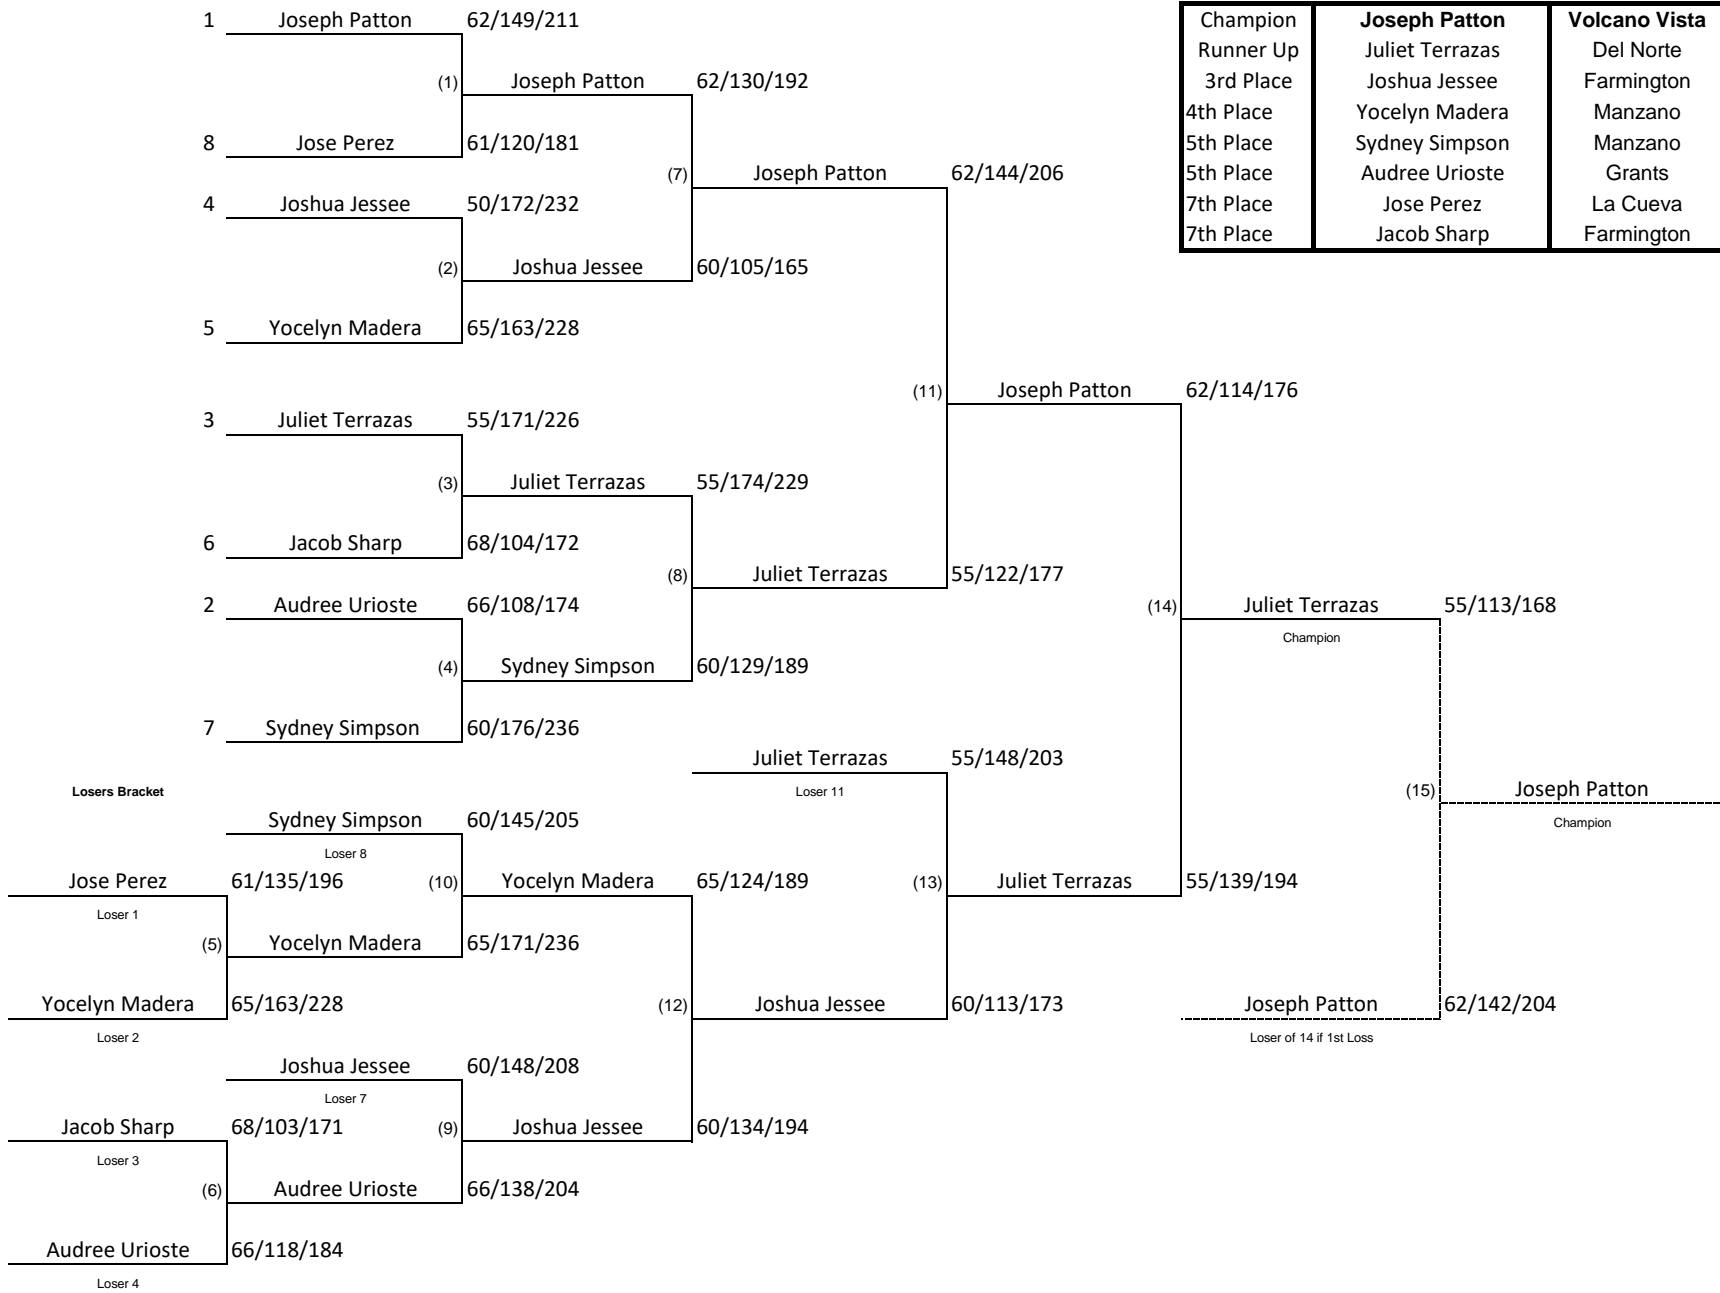 1 Joseph Patton 62/149/211
Champion Joseph Patton Volcano Vista
Runner Up Juliet Terrazas Del Norte
(1) Joseph Patton 62/130/192
3rd Place Joshua Jessee Farmington
4th Place Yocelyn Madera Manzano
8 Jose Perez 61/120/181
5th Place Sydney Simpson Manzano
(7) Joseph Patton 62/144/206
5th Place Audree Urioste Grants
4 Joshua Jessee 50/172/232
7th Place Jose Perez La Cueva
7th Place Jacob Sharp Farmington
(2) Joshua Jessee 60/105/165
5 Yocelyn Madera 65/163/228
(11) Joseph Patton 62/114/176
3 Juliet Terrazas 55/171/226
(3) Juliet Terrazas 55/174/229
6 Jacob Sharp 68/104/172
(8) Juliet Terrazas 55/122/177
2 Audree Urioste 66/108/174
(14) Juliet Terrazas 55/113/168
Champion
(4) Sydney Simpson 60/129/189
7 Sydney Simpson 60/176/236
Juliet Terrazas 55/148/203
Losers Bracket
Loser 11
(15) Joseph Patton
Champion
Sydney Simpson 60/145/205
Loser 8
Jose Perez 61/135/196
(10) Yocelyn Madera 65/124/189
(13) Juliet Terrazas 55/139/194
Loser 1
(5) Yocelyn Madera 65/171/236
Yocelyn Madera 65/163/228
(12) Joshua Jessee 60/113/173
Joseph Patton 62/142/204
Loser 2
Loser of 14 if 1st Loss
Joshua Jessee 60/148/208
Loser 7
Jacob Sharp 68/103/171
(9) Joshua Jessee 60/134/194
Loser 3
(6) Audree Urioste 66/138/204
Audree Urioste 66/118/184
Loser 4